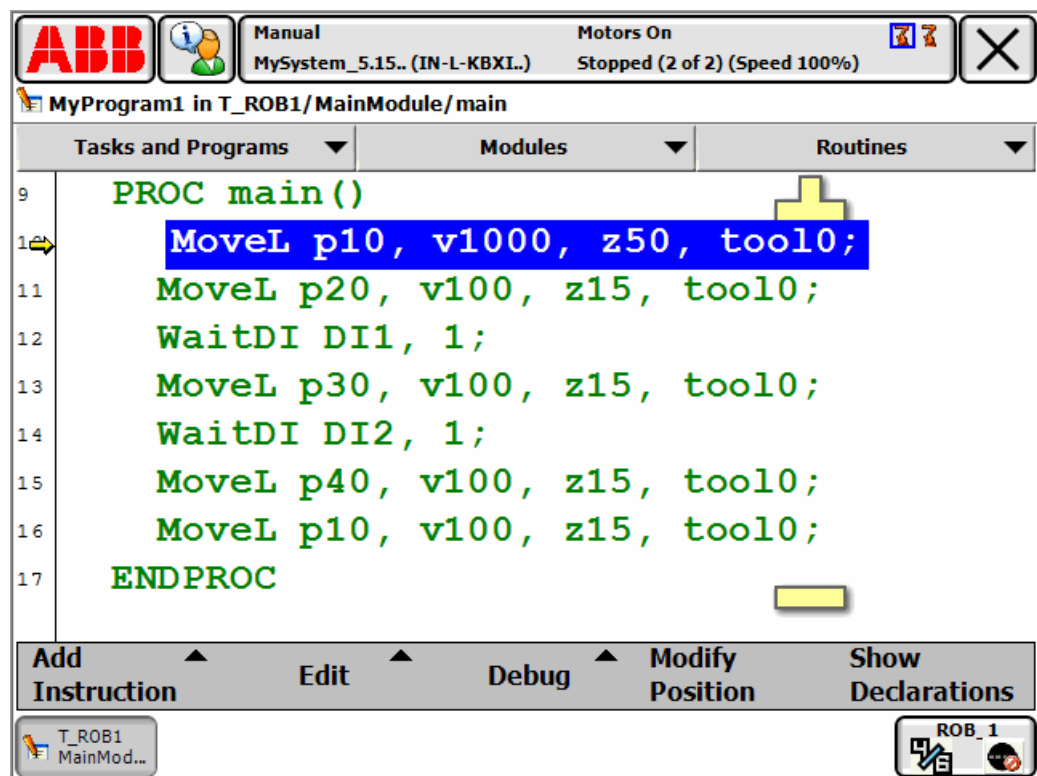 ABB
Manual Motors On
MySystem_5.15.. (IN-L-KBXI..) Stopped (2 of 2) (Speed 100%)
MyProgram1 in T_ROB1/MainModule/main
Tasks and Programs Modules Routines
9 PROC main()
10 MoveL p10, v1000, z50, tool0;
11 MoveL p20, v100, z15, tool0;
12 WaitDI DI1, 1;
13 MoveL p30, v100, z15, tool0;
14 WaitDI DI2, 1;
15 MoveL p40, v100, z15, tool0;
16 MoveL p10, v100, z15, tool0;
17 ENDPROC
Add Instruction Edit Debug Modify Position Show Declarations
T_ROB1
MainMod...
ROB_1